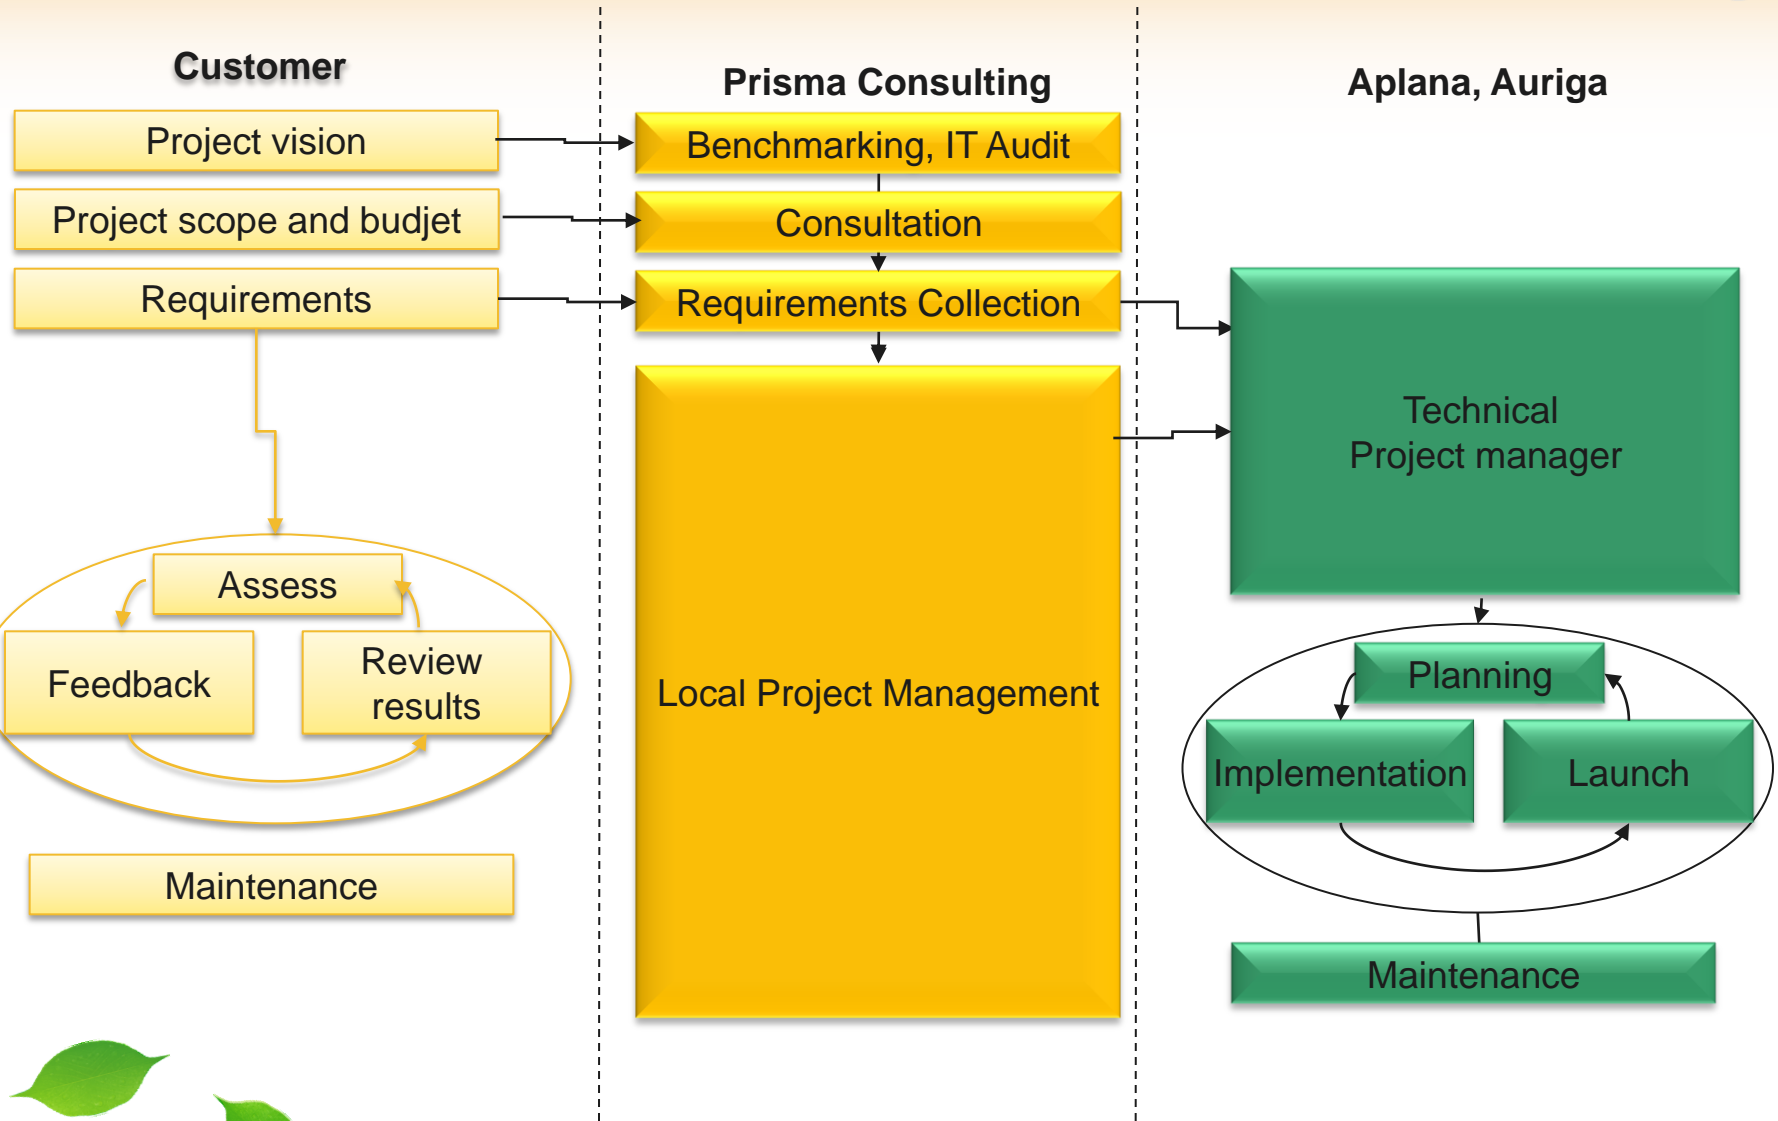 Customer
Project vision
Project scope and budjet
Requirements
Assess
Feedback
Review
results
Maintenance
Prisma Consulting
Benchmarking, IT Audit
Consultation
Requirements Collection
Local Project Management
Aplana, Auriga
Technical
Project manager
Planning
Implementation
Launch
Maintenance